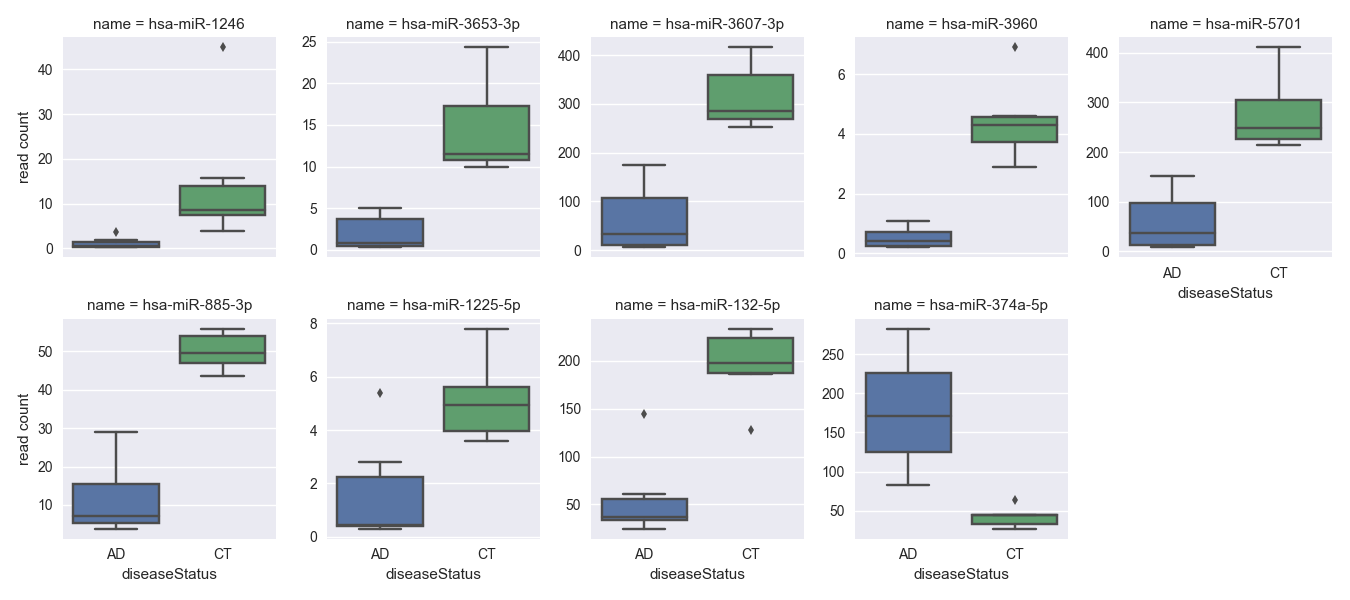 name = hsa-miR-1246
name = hsa-miR-3653-3p
name = hsa-miR-3607-3p
name = hsa-miR-3960
name = hsa-miR-5701
read count
40
30
20
10
0
25
20
15
10
5
0
400
300
200
100
0
6
4
2
0
400
300
200
100
0
AD
CT
diseaseStatus
name = hsa-miR-885-3p
name = hsa-miR-1225-5p
name = hsa-miR-132-5p
name = hsa-miR-374a-5p
read count
50
40
30
20
10
8
6
4
2
0
200
150
100
50
250
200
150
100
50
AD
CT
AD
CT
AD
CT
AD
CT
diseaseStatus
diseaseStatus
diseaseStatus
diseaseStatus